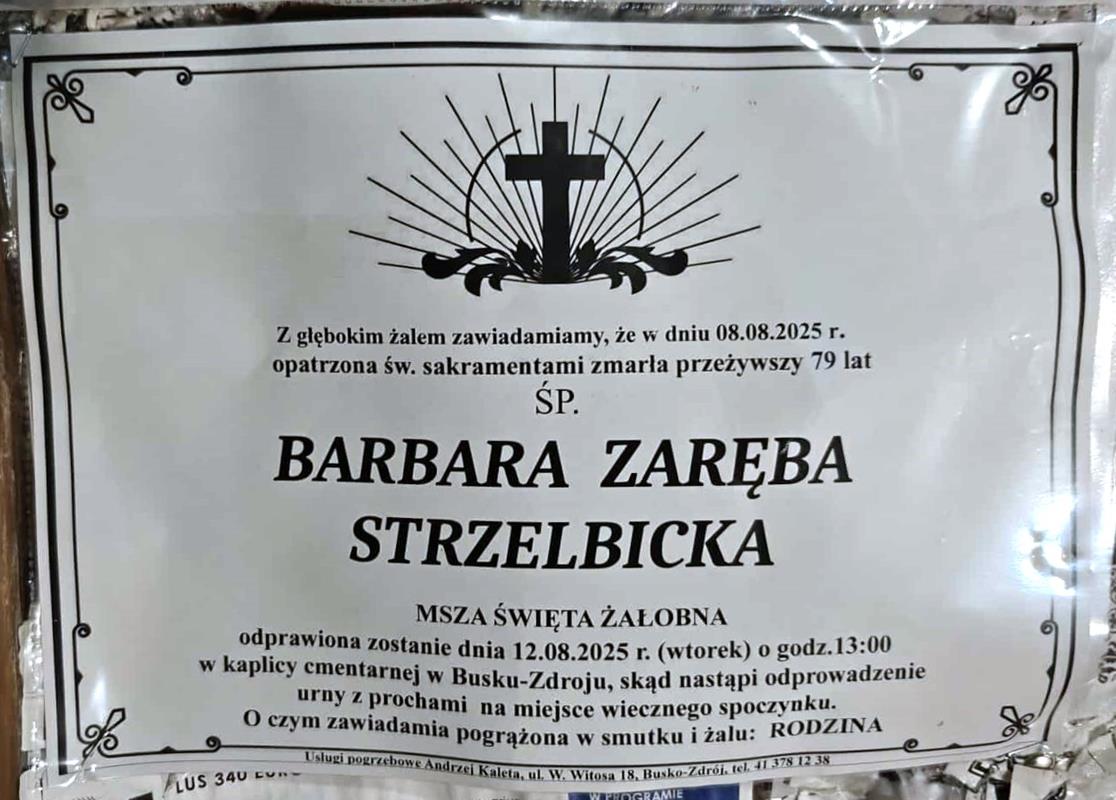 Z głębokim żalem zawiadamiamy, że w dniu 08.08.2025 r.
opatrzona św. sakramentami zmarła przeżywszy 79 lat
ŚP.
BARBARA ZARĘBA
STRZELBICKA
MSZA ŚWIĘTA ŻAŁOBNA
odprawiona zostanie dnia 12.08.2025 r. (wtorek) o godz.13:00
w kaplicy cmentarnej w Busku-Zdroju, skąd nastąpi odprowadzenie
urny z prochami na miejsce wiecznego spoczynku.
O czym zawiadamia pogrążona w smutku i żalu: RODZINA
Usługi pogrzebowe Andrzej Kaleta, ul. W. Witosa 18, Busko-Zdrój, tel. 41 378 12 38
LUS 340
W PROGRAMIE